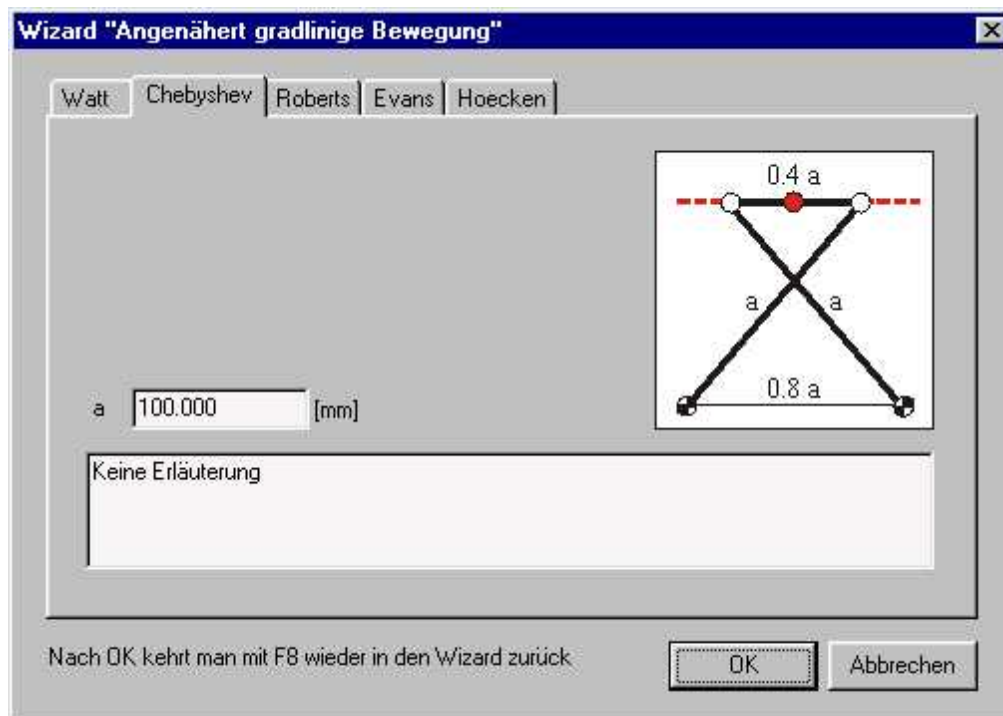 Wizard "Angenähert gradlinige Bewegung"
Watt Chebyshev Roberts Evans Hoecken
0.4 a
a a
0.8 a
a 100.000 [mm]
Keine Erläuterung
Nach OK kehrt man mit F8 wieder in den Wizard zurück
OK Abbrechen